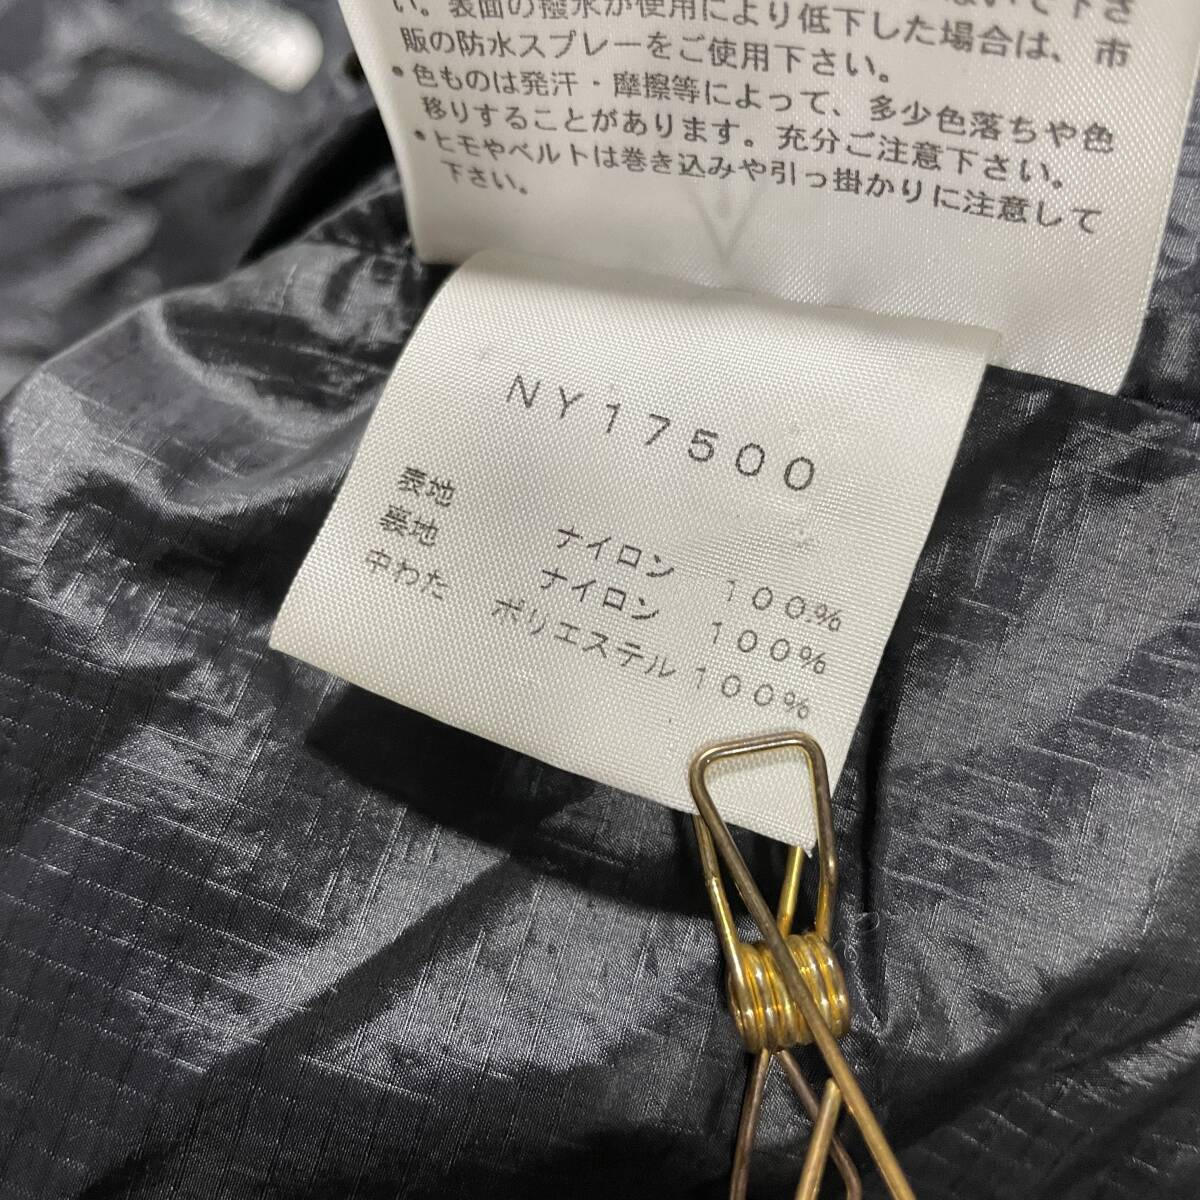 い。表面の撥水が使用により低下した場合は、市
販の防水スプレーをご使用下さい。
•色ものは発汗・摩擦等によって、多少色落ちや色
移りすることがあります。充分ご注意下さい。
•ヒモやベルトは巻き込みや引っ掛かりに注意して
下さい。
NY17500
表地 ナイロン 100%
裏地 ナイロン 100%
中わた ポリエステル 100%